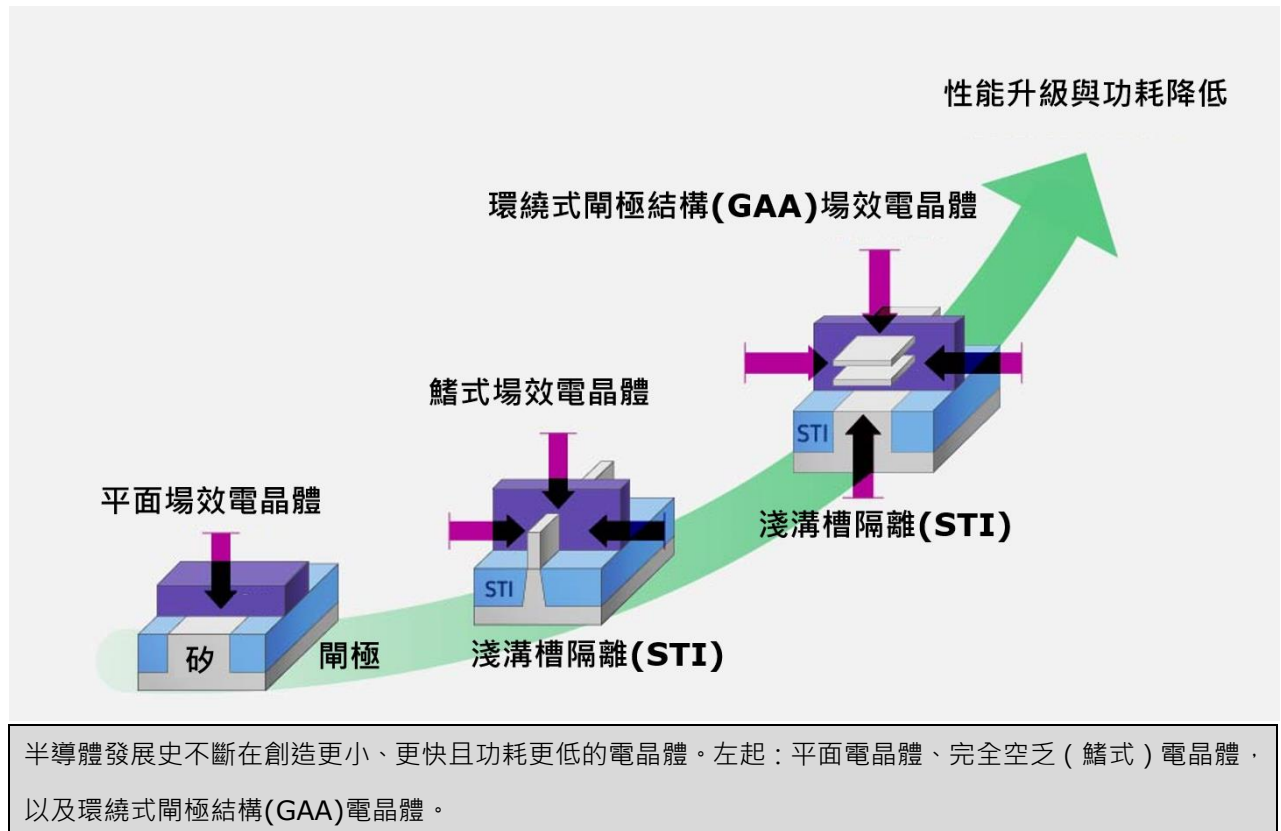 性能升級與功耗降低
環繞式閘極結構(GAA)場效電晶體
鰭式場效電晶體
STI
平面場效電晶體
淺溝槽隔離(STI)
STI
矽
閘極
淺溝槽隔離(STI)
半導體發展史不斷在創造更小、更快且功耗更低的電晶體。左起：平面電晶體、完全空乏（鰭式）電晶體，
以及環繞式閘極結構(GAA)電晶體。